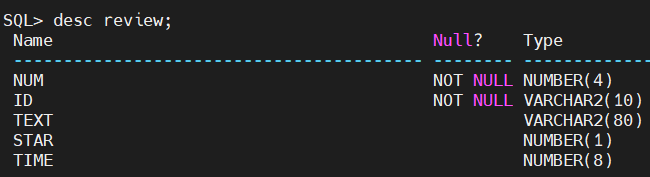 SQL> desc review;
Name Null? Type
----------------------------------------- -------- ------------
NUM NOT NULL NUMBER(4)
ID NOT NULL VARCHAR2(10)
TEXT VARCHAR2(80)
STAR NUMBER(1)
TIME NUMBER(8)